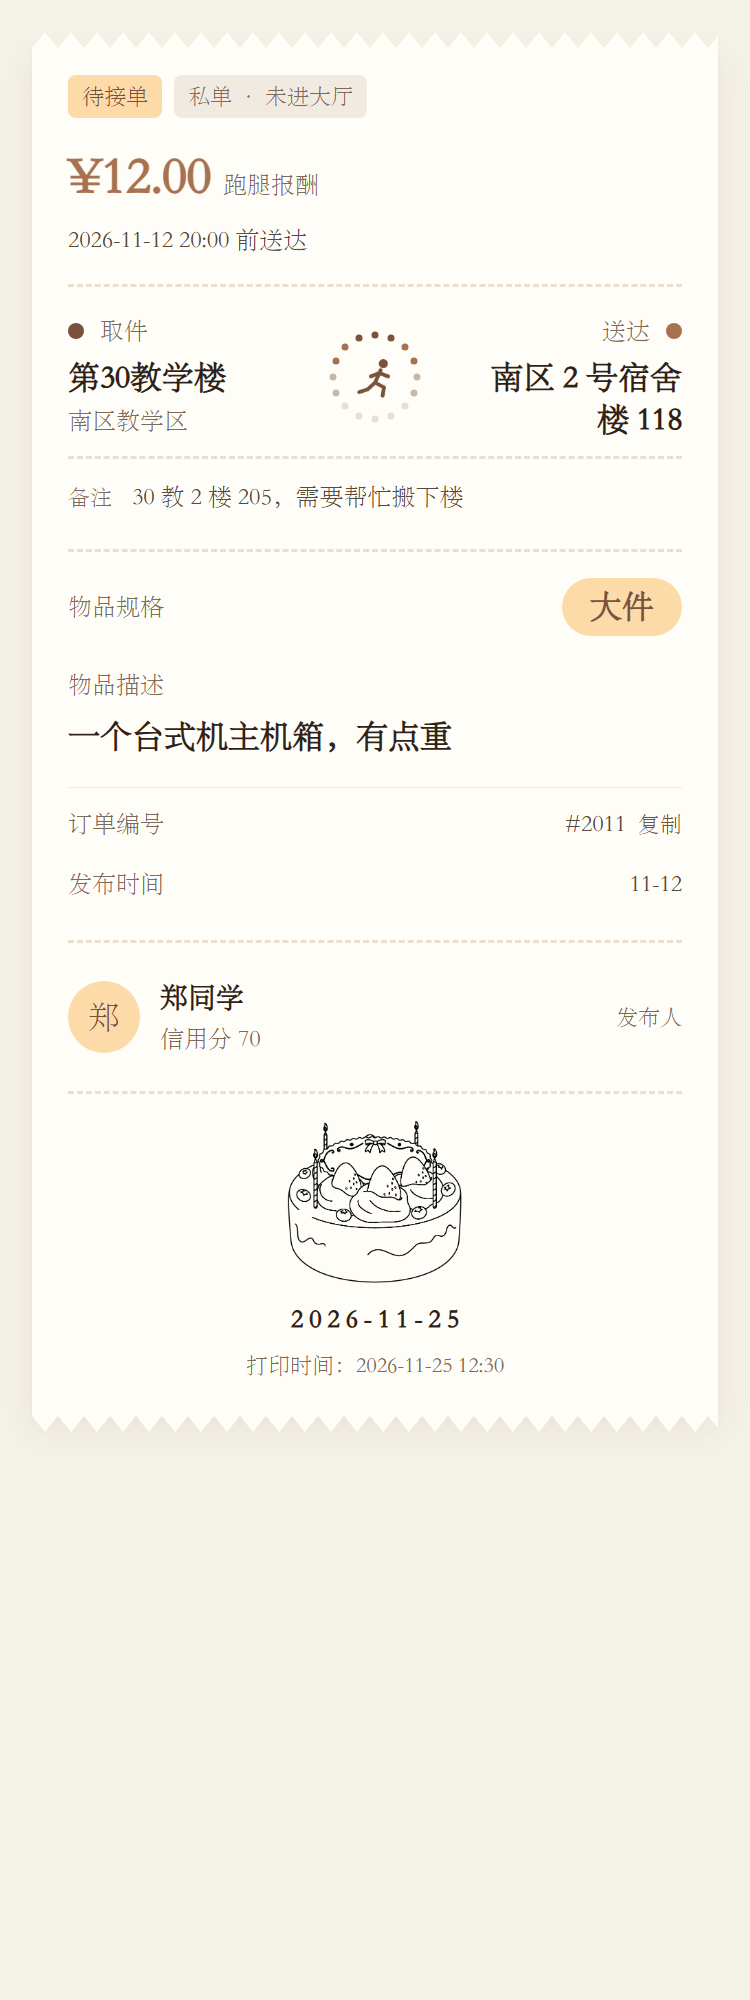 待接单 私单 · 未进大厅
¥12.00 跑腿报酬
2026-11-12 20:00 前送达
取件
第30教学楼
南区教学区
送达
南区 2 号宿舍
楼 118
备注 30 教 2 楼 205，需要帮忙搬下楼
物品规格 大件
物品描述
一个台式机主机箱，有点重
订单编号 #2011 复制
发布时间 11-12
郑 郑同学
信用分 70
发布人
2026-11-25
打印时间：2026-11-25 12:30